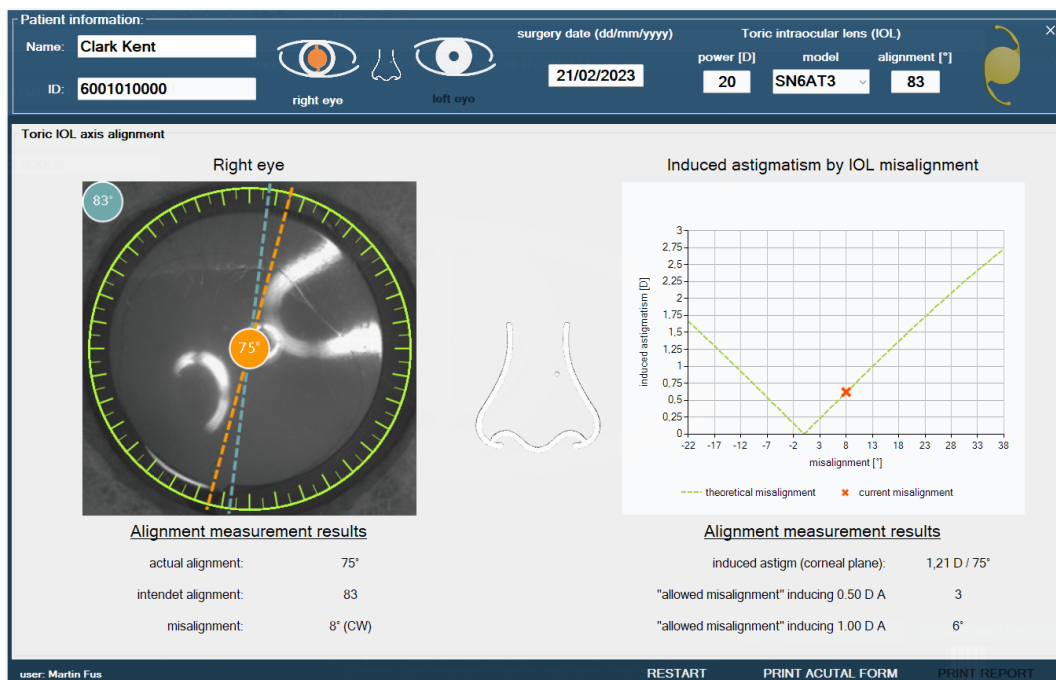 Patient information:
Name: Clark Kent
ID: 6001010000
right eye
left eye
surgery date (dd/mm/yyyy)
21/02/2023
Toric intraocular lens (IOL)
power [D] model alignment [°]
20 SN6AT3 83
×
Toric IOL axis alignment
Right eye
83°
75°
Alignment measurement results
actual alignment: 75°
intendet alignment: 83
misalignment: 8° (CW)
Induced astigmatism by IOL misalignment
induced astigmatism [D]
3
2,75
2,5
2,25
2
1,75
1,5
1,25
1
0,75
0,5
0,25
0
-22 -17 -12 -7 -2 3 8 13 18 23 28 33 38
misalignment [°]
theoretical misalignment current misalignment
Alignment measurement results
induced astigm (corneal plane): 1,21 D / 75°
"allowed misalignment" inducing 0.50 D A 3
"allowed misalignment" inducing 1.00 D A 6°
user: Martin Fus
RESTART PRINT ACUTAL FORM PRINT REPORT